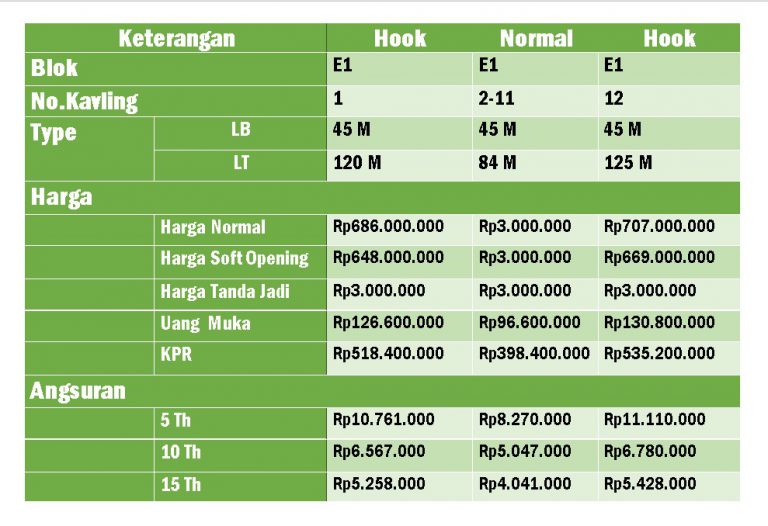 Keterangan Hook Normal Hook
Blok E1 E1 E1
No.Kavling 1 2-11 12
Type LB 45 M 45 M 45 M
LT 120 M 84 M 125 M
Harga
Harga Normal Rp686.000.000 Rp3.000.000 Rp707.000.000
Harga Soft Opening Rp648.000.000 Rp3.000.000 Rp669.000.000
Harga Tanda Jadi Rp3.000.000 Rp3.000.000 Rp3.000.000
Uang Muka Rp126.600.000 Rp96.600.000 Rp130.800.000
KPR Rp518.400.000 Rp398.400.000 Rp535.200.000
Angsuran
5 Th Rp10.761.000 Rp8.270.000 Rp11.110.000
10 Th Rp6.567.000 Rp5.047.000 Rp6.780.000
15 Th Rp5.258.000 Rp4.041.000 Rp5.428.000